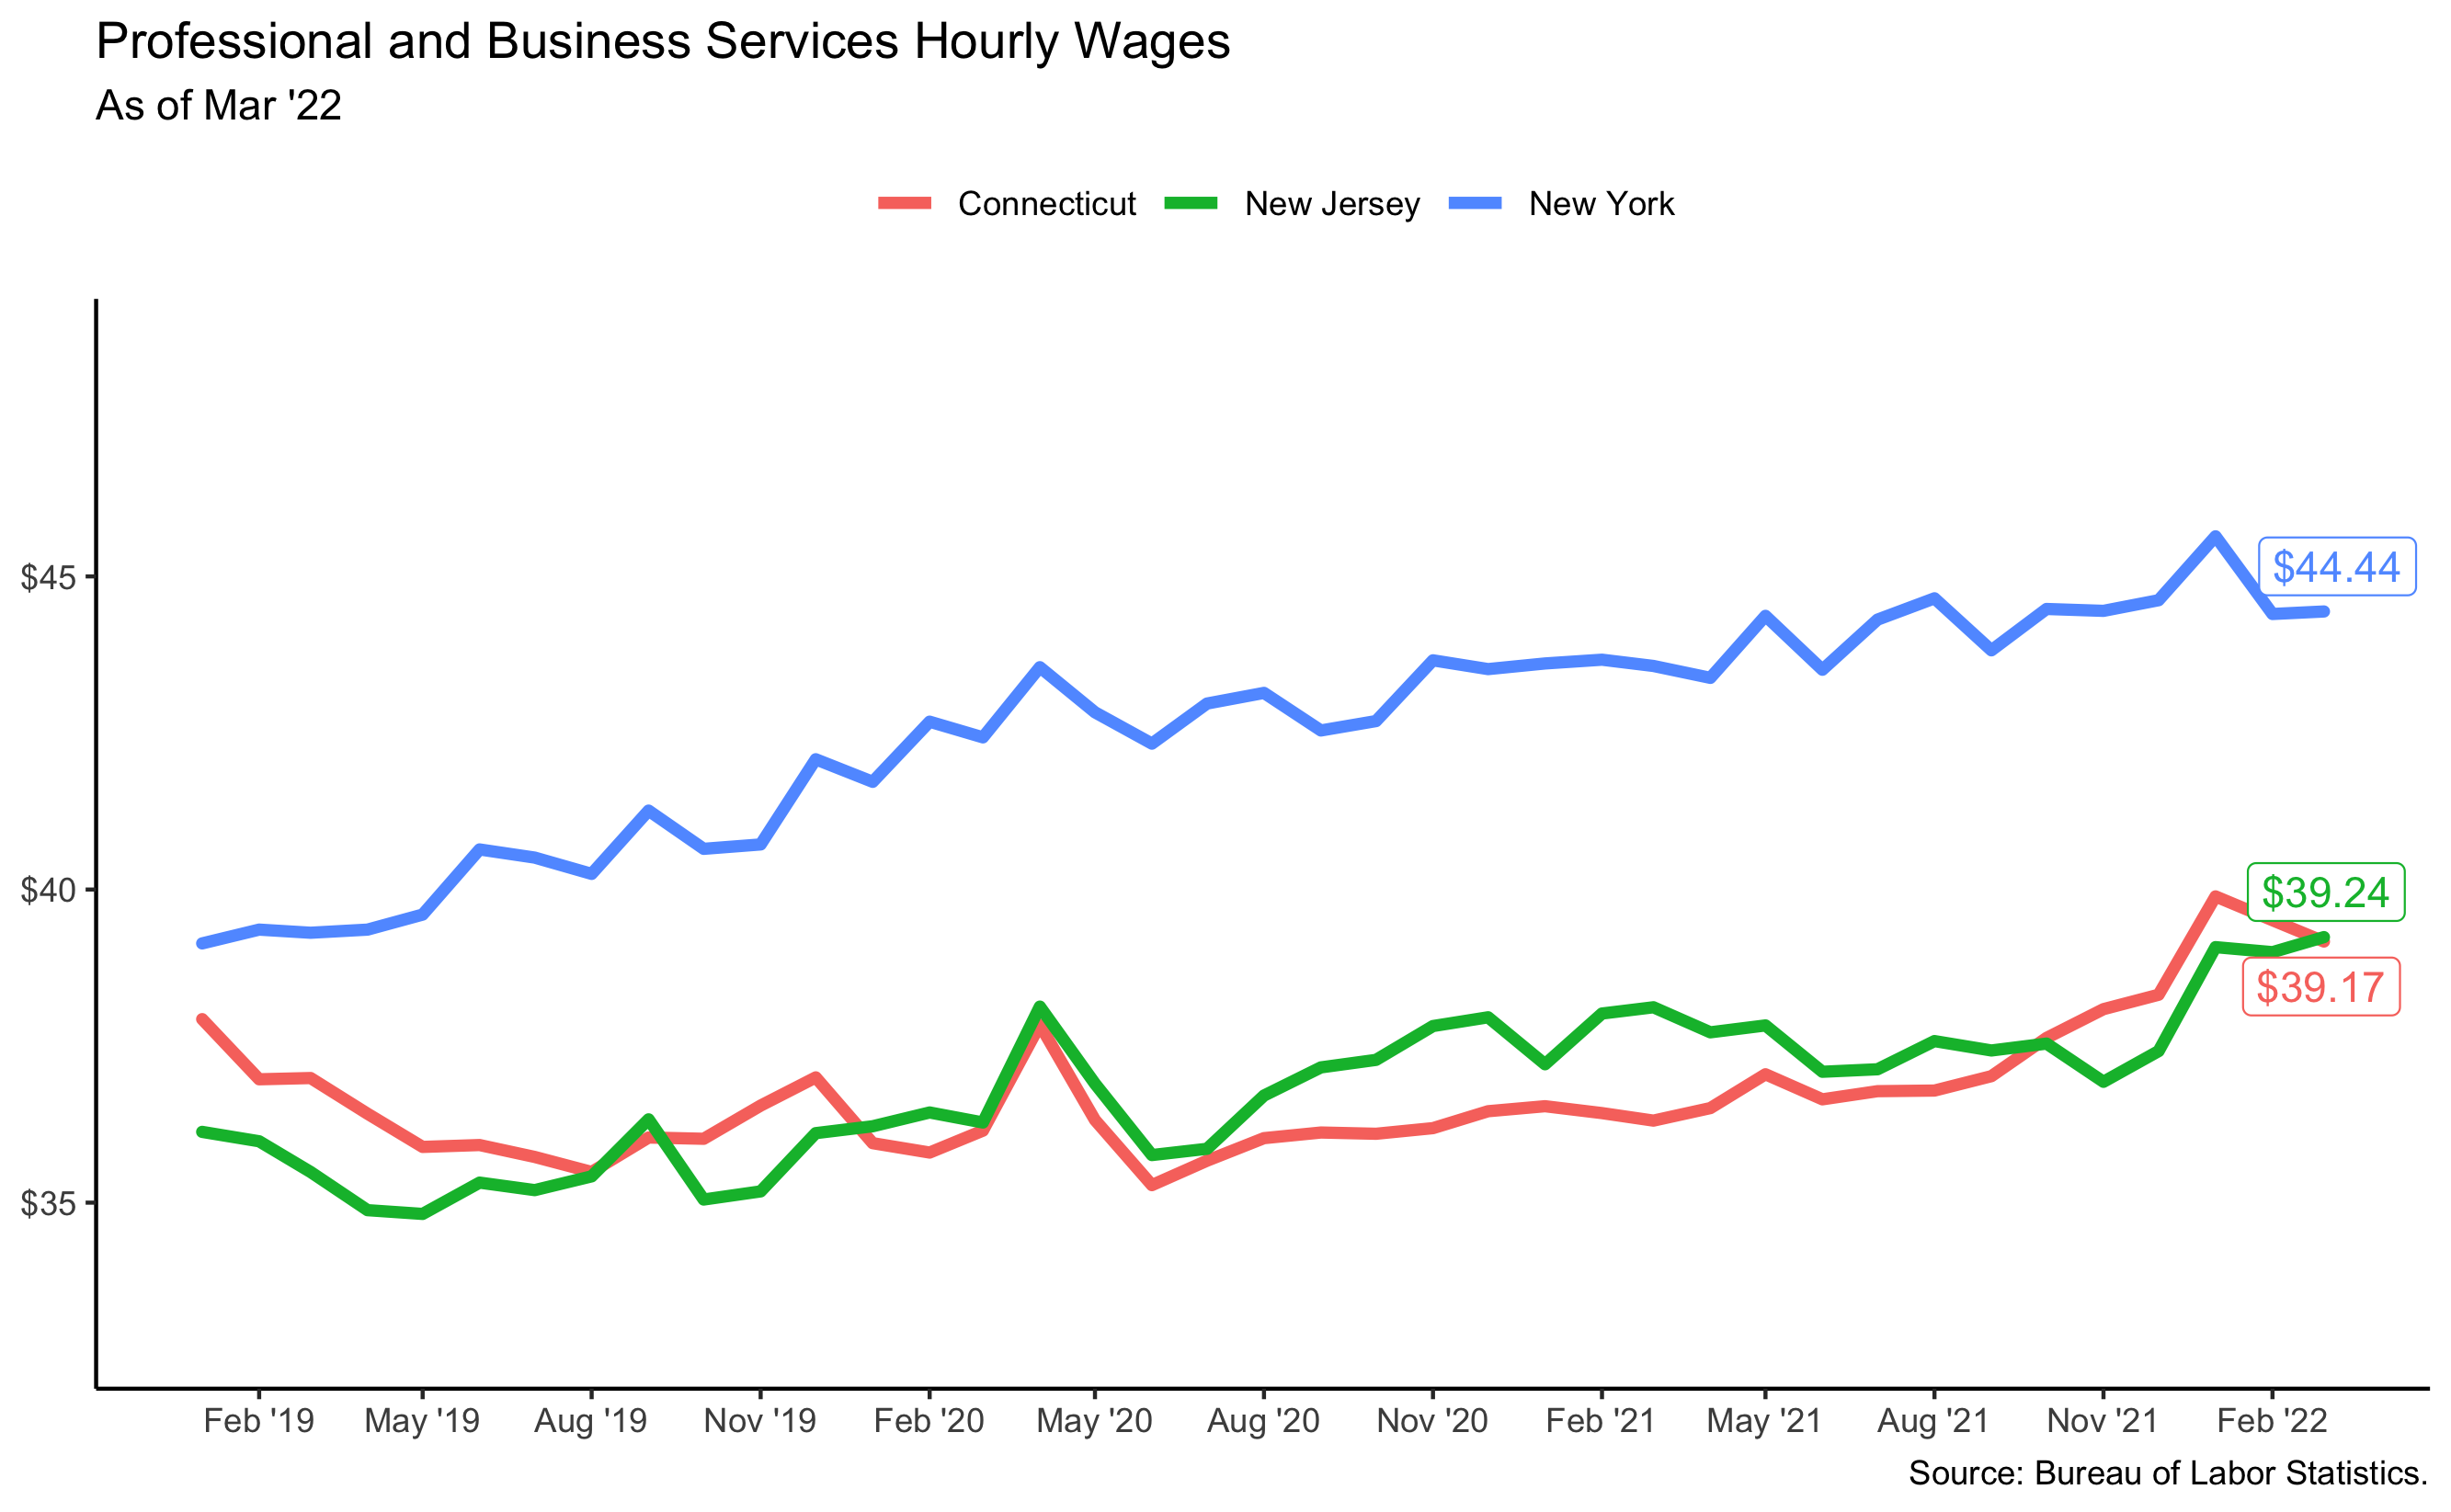 Professional and Business Services Hourly Wages
As of Mar '22
Connecticut New Jersey New York
$45
$40
$35
$44.44
$39.24
$39.17
Feb '19 May '19 Aug '19 Nov '19 Feb '20 May '20 Aug '20 Nov '20 Feb '21 May '21 Aug '21 Nov '21 Feb '22
Source: Bureau of Labor Statistics.